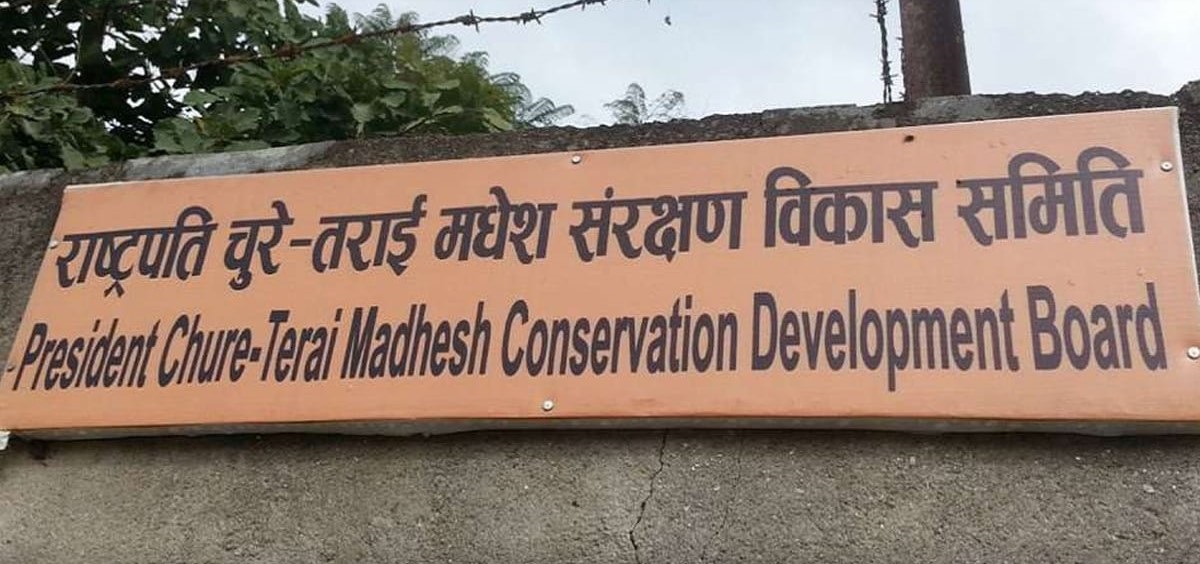 राष्ट्रपति चुरे-तराई मधेश संरक्षण विकास समिति
President Chure-Terai Madhesh Conservation Development Board